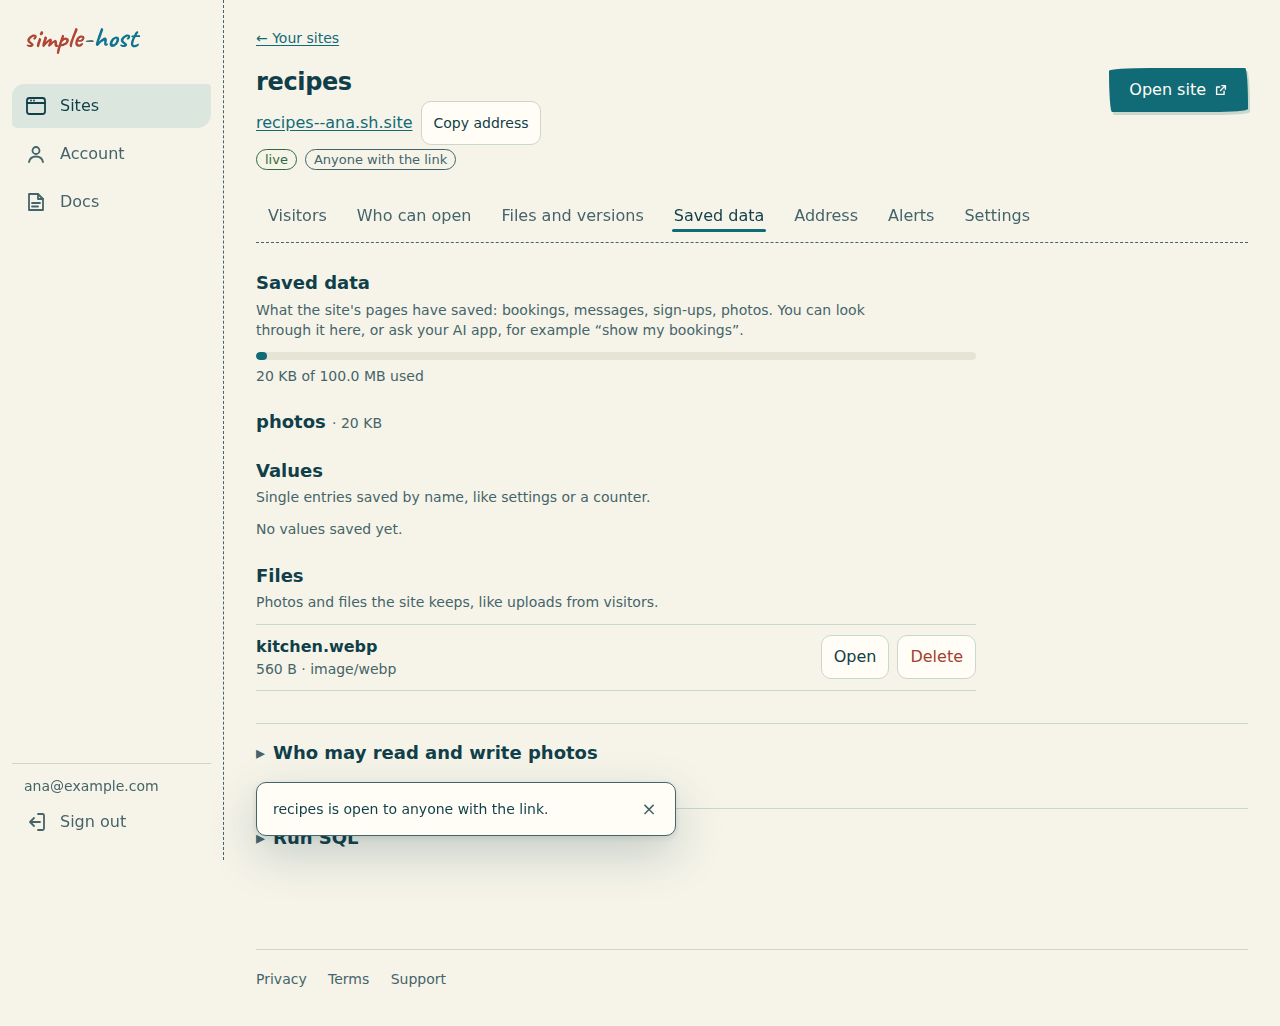 simple-host
Sites
Account
Docs
ana@example.com
Sign out
← Your sites
recipes
Open site
recipes--ana.sh.site
Copy address
live
Anyone with the link
Visitors
Who can open
Files and versions
Saved data
Address
Alerts
Settings
Saved data
What the site's pages have saved: bookings, messages, sign-ups, photos. You can look
through it here, or ask your AI app, for example “show my bookings”.
20 KB of 100.0 MB used
photos · 20 KB
Values
Single entries saved by name, like settings or a counter.
No values saved yet.
Files
Photos and files the site keeps, like uploads from visitors.
kitchen.webp
560 B · image/webp
Open
Delete
Who may read and write photos
recipes is open to anyone with the link.
Run SQL
Privacy
Terms
Support